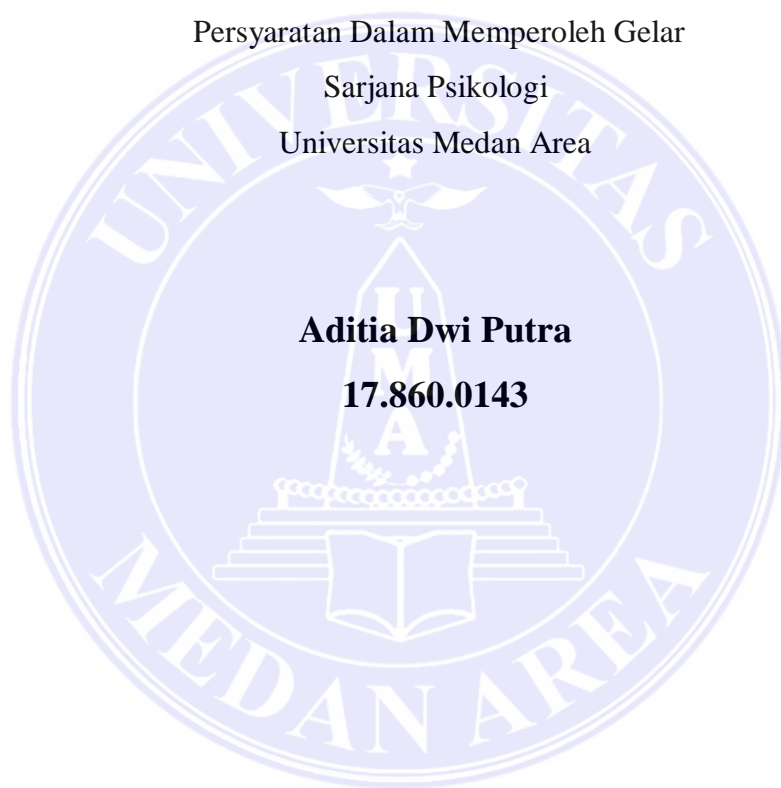 Persyaratan Dalam Memperoleh Gelar
Sarjana Psikologi
Universitas Medan Area
UNIVERSITAS
U
M
A
Aditia Dwi Putra
17.860.0143
MEDAN AREA